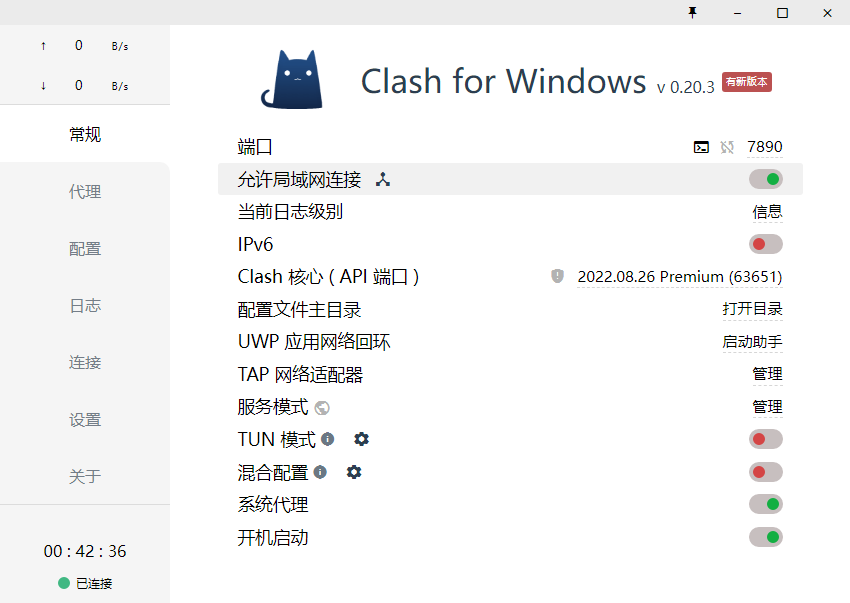 ↑ 0 B/s
↓ 0 B/s
常规
代理
配置
日志
连接
设置
关于
00 : 42 : 36
已连接
Clash for Windows v 0.20.3 有新版本
端口 7890
允许局域网连接
当前日志级别 信息
IPv6
Clash 核心 ( API 端口 ) 2022.08.26 Premium (63651)
配置文件主目录 打开目录
UWP 应用网络回环 启动助手
TAP 网络适配器 管理
服务模式 管理
TUN 模式
混合配置
系统代理
开机启动